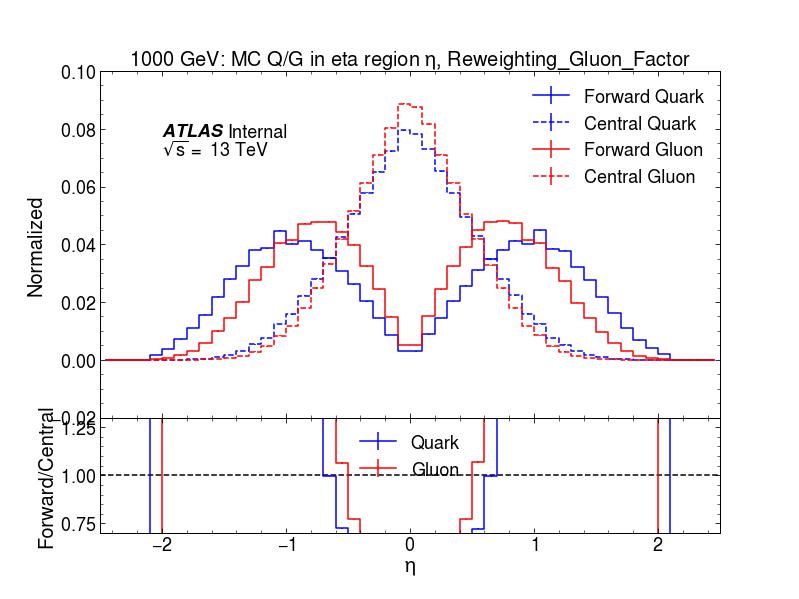 1000 GeV: MC Q/G in eta region η, Reweighting_Gluon_Factor
0.10
0.08
0.06
0.04
0.02
0.00
−0.02
Normalized
ATLAS Internal
√s = 13 TeV
Forward Quark
Central Quark
Forward Gluon
Central Gluon
1.25
1.00
0.75
Forward/Central
Quark
Gluon
−2 −1 0 1 2
η